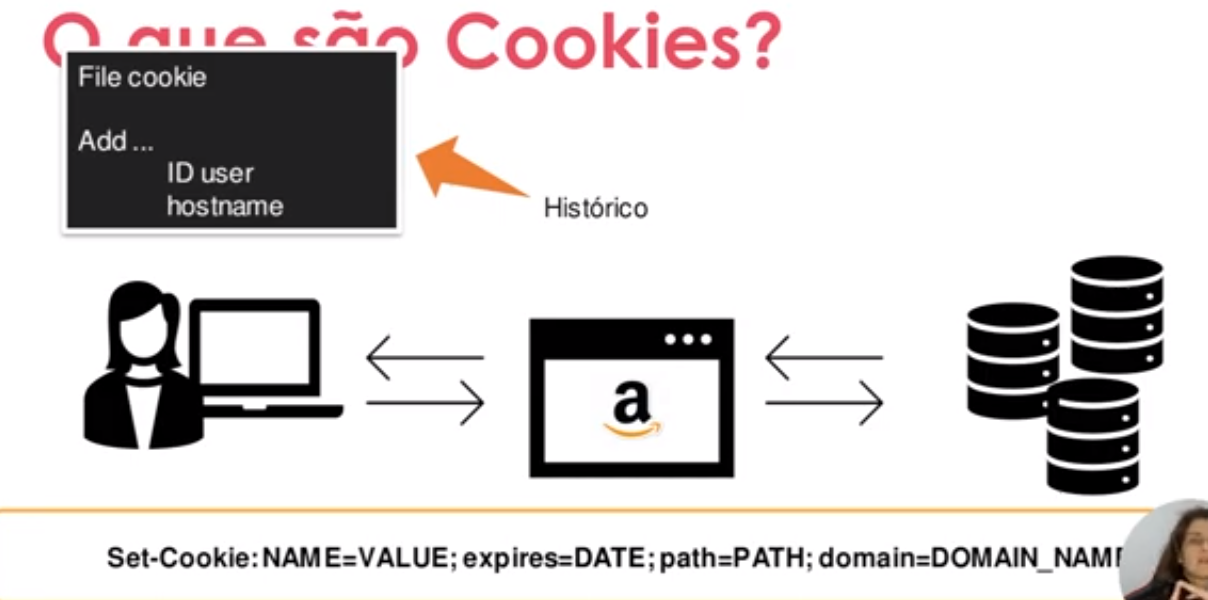 O que são Cookies?
File cookie
Add ...
ID user
hostname
Histórico
a
Set-Cookie: NAME=VALUE; expires=DATE; path=PATH; domain=DOMAIN_NAME